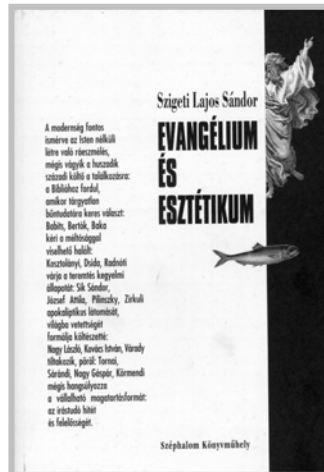 Szigeti Lajos Sándor
EVANGÉLIUM
ÉS
ESZTÉTIKUM
A modernség fontos
ismérve az Isten nélküli
létre való ráeszmélés,
mégis vágyik a huszadik
századi költő a találkozásra:
a Bibliához fordul,
amikor tárgyatlan
bűntudatára keres választ:
Babits, Bertók, Baka
kéri a méltósággal
viselhető halált:
Kosztolányi, Dsida, Radnóti
várja a teremtés kegyelmi
állapotát: Sík Sándor,
József Attila, Pilinszky, Zirkuli
apokaliptikus látomását,
világba vetettségét
formálja költészetté:
Nagy László, Kovács István, Várady
tiltakozik, pöröl: Tornai,
Sárándi, Nagy Gáspár, Körmendi
mégis hangsúlyozza
a vállalható magatartásformát:
az írástudó hitét
és felelősségét.
Széphalom Könyvműhely